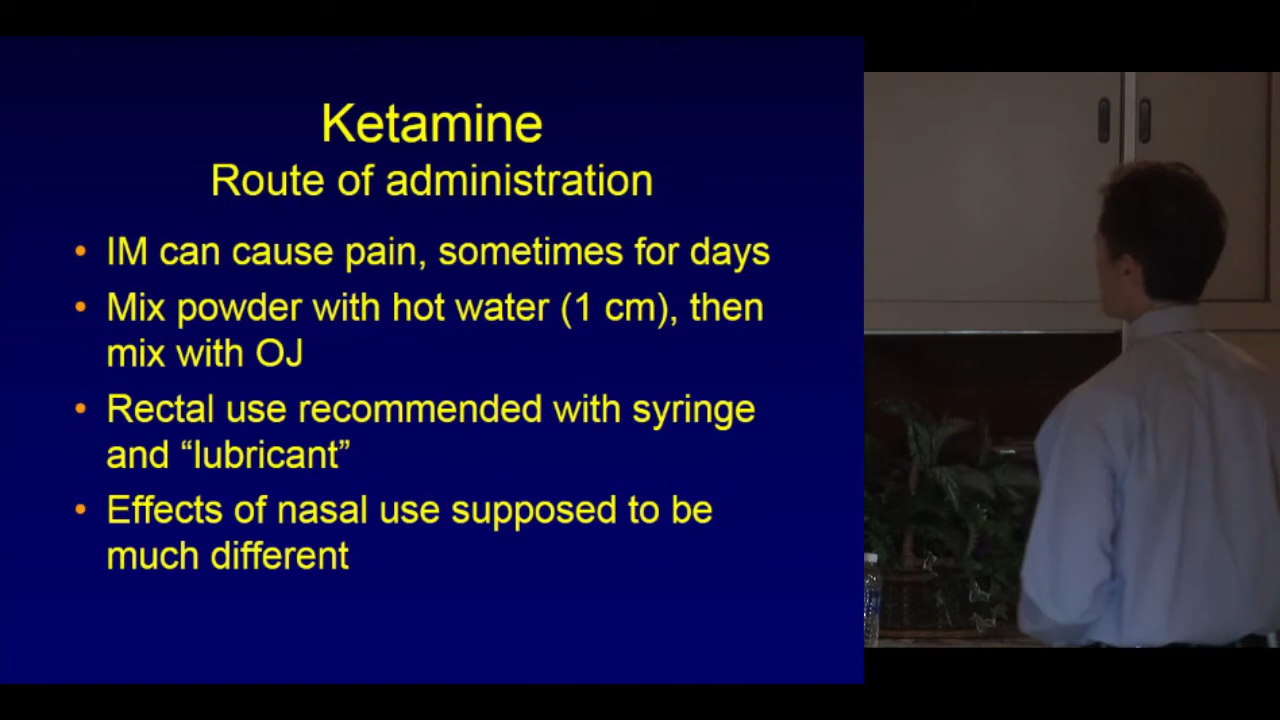 Ketamine
Route of administration
• IM can cause pain, sometimes for days
• Mix powder with hot water (1 cm), then
mix with OJ
• Rectal use recommended with syringe
and “lubricant”
• Effects of nasal use supposed to be
much different